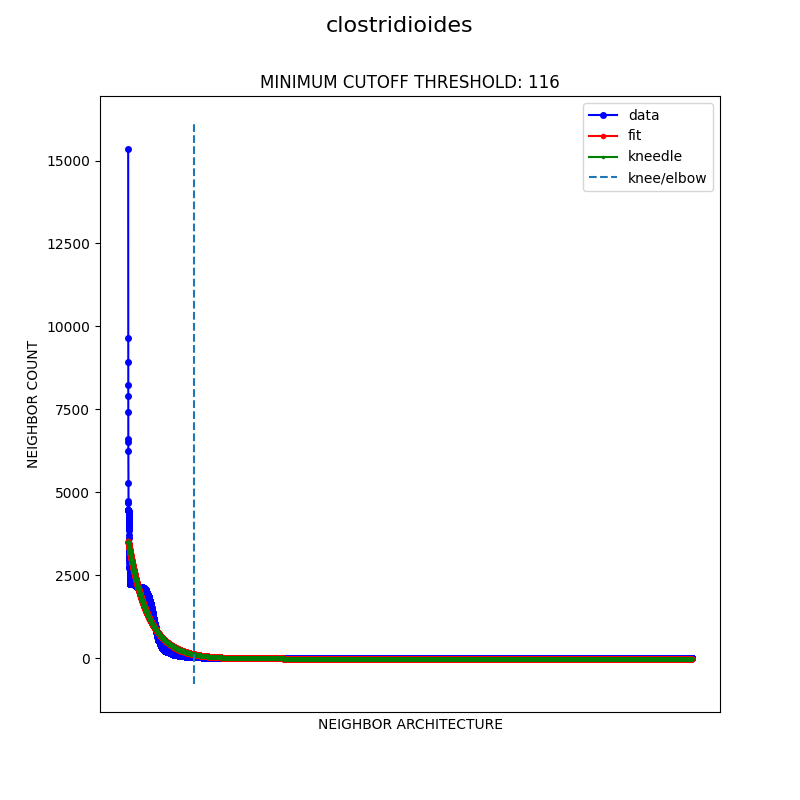 clostridioides
MINIMUM CUTOFF THRESHOLD: 116
data
fit
kneedle
knee/elbow
15000
12500
10000
7500
5000
2500
0
NEIGHBOR COUNT
NEIGHBOR ARCHITECTURE